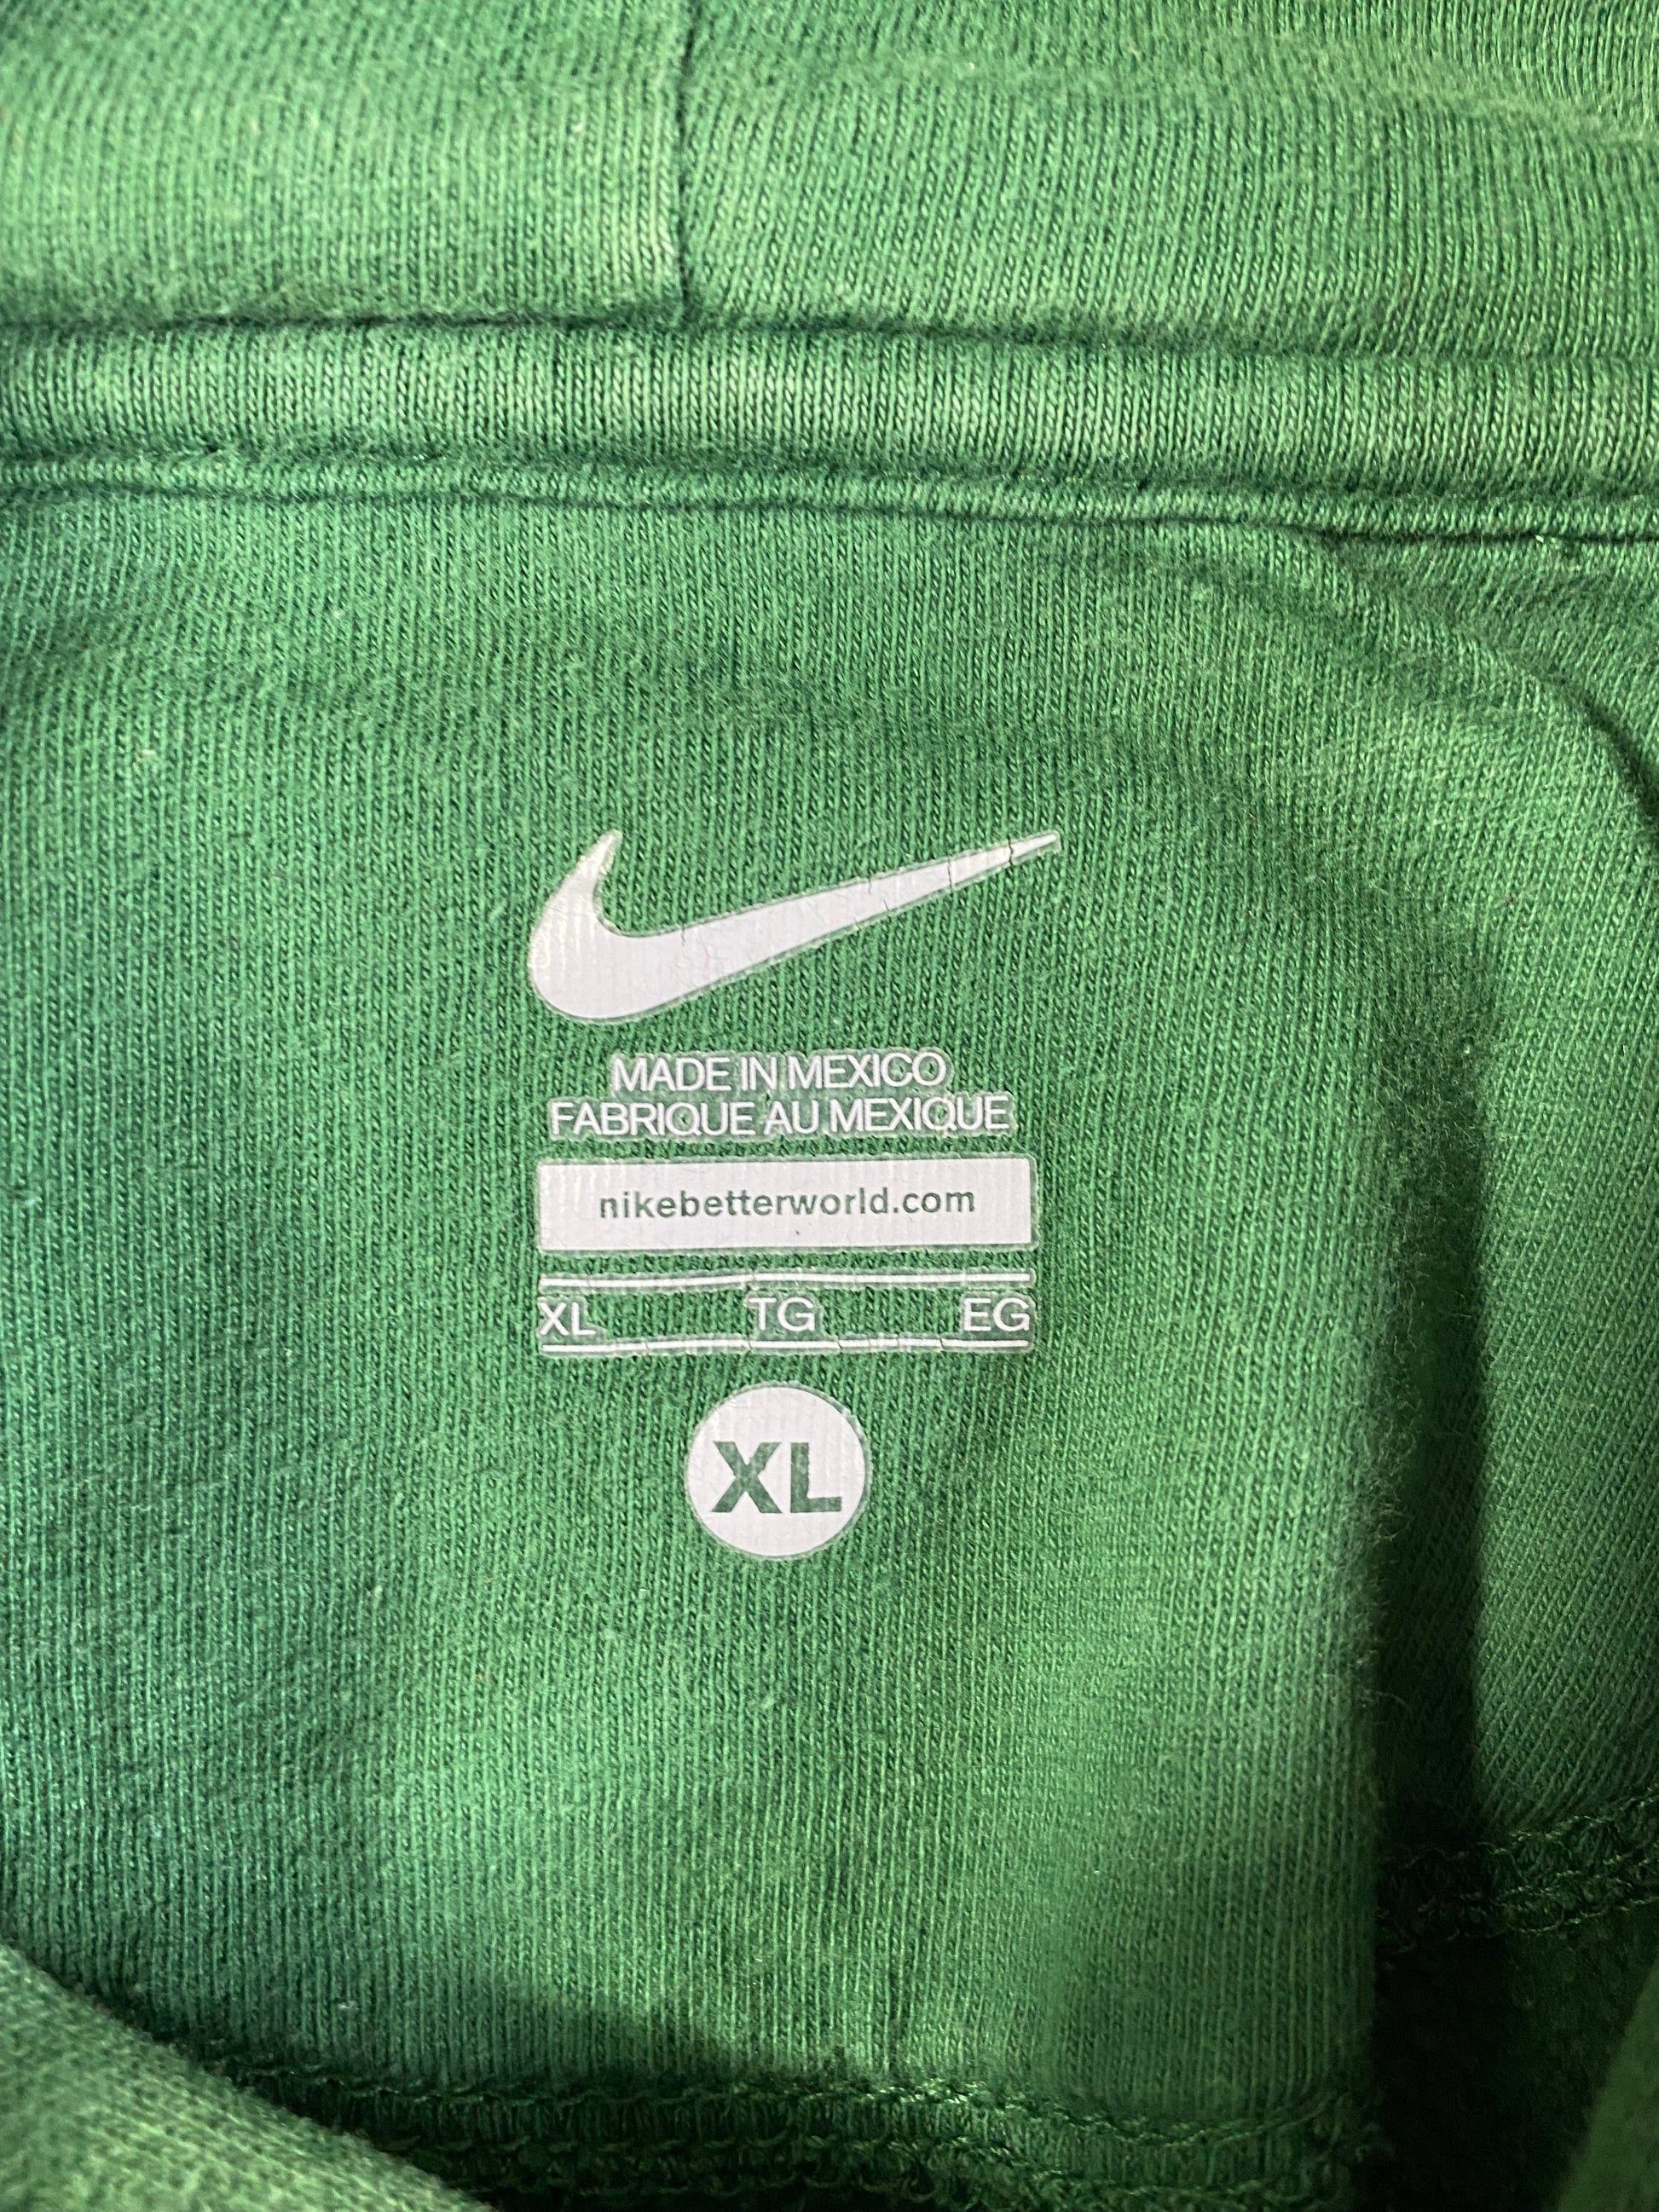 MADE IN MEXICO
FABRIQUE AU MEXIQUE
nikebetterworld.com
XL TG EG
XL